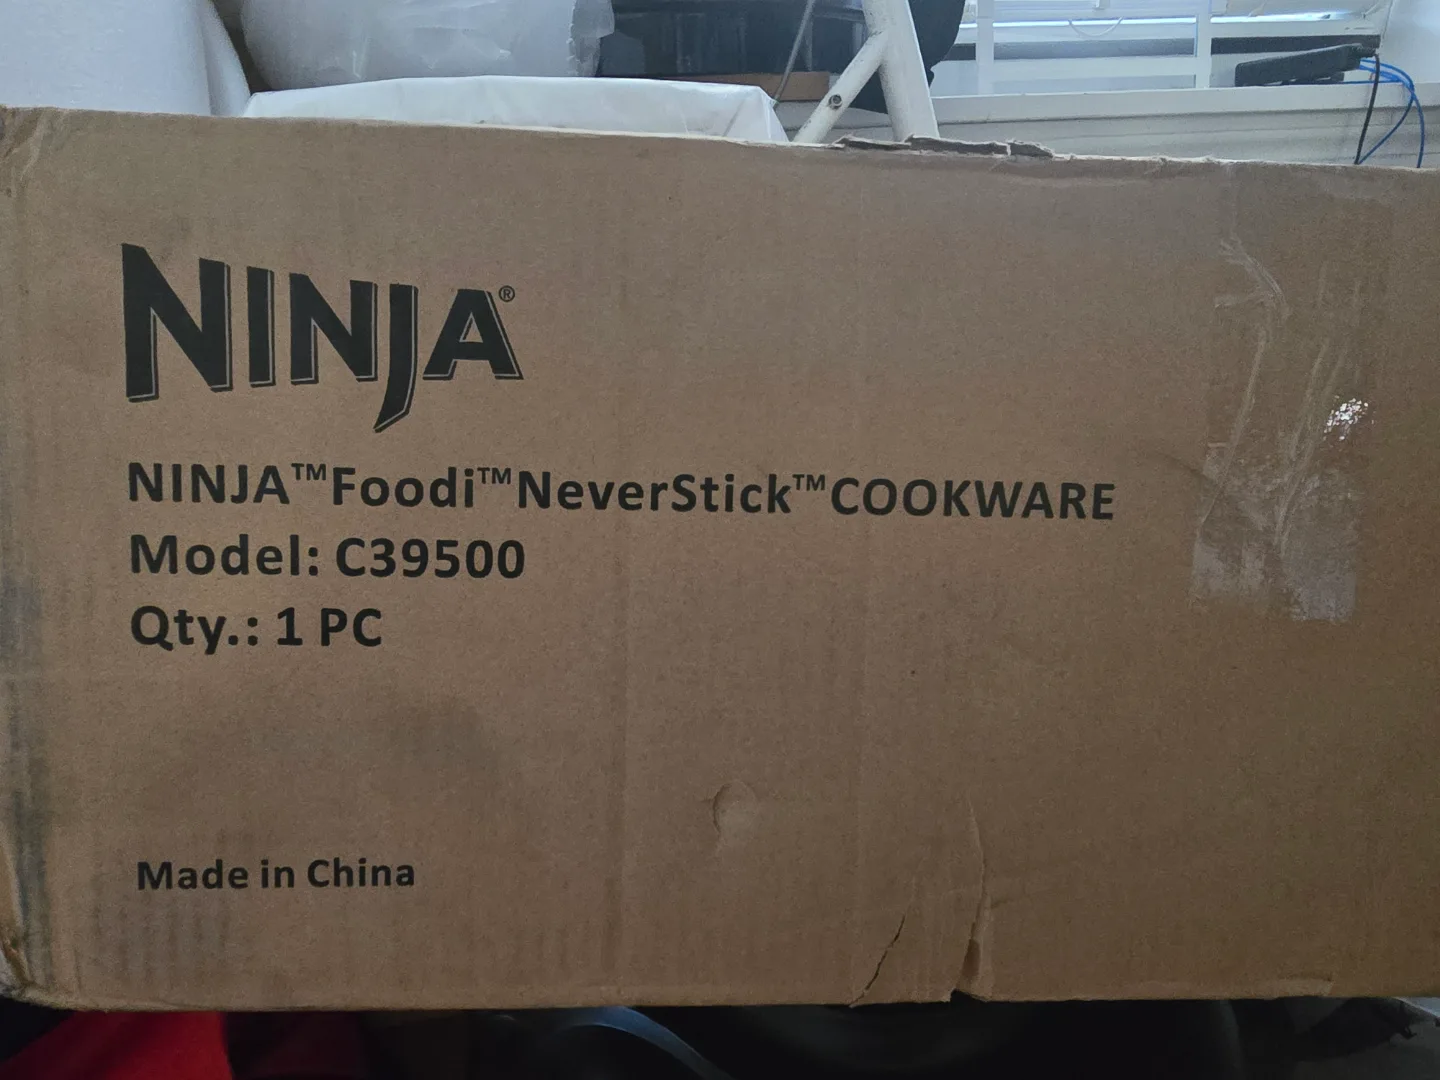 NINJA®
NINJA™Foodi™NeverStick™COOKWARE
Model: C39500
Qty.: 1 PC
Made in China